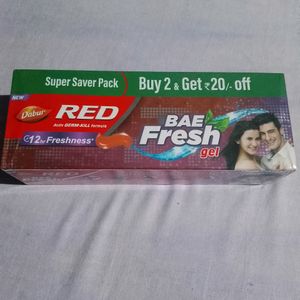 Super Saver Pack
Buy 2 & Get ₹20/- off
NEW
Dabur
RED
Activ GERM-KILL formula
12hr Freshness*
BAE
Fresh
gel